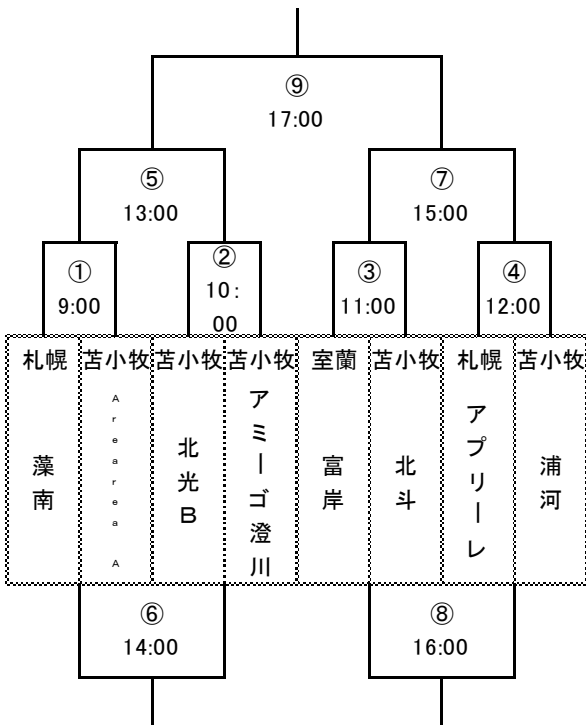 ⑨
17:00
⑤
13:00
⑦
15:00
①
9:00
②
10:
00
③
11:00
④
12:00
札幌
苫小牧
苫小牧
苫小牧
室蘭
苫小牧
札幌
苫小牧
藻南
Ａｒｅａｒｅａ　Ａ
北光Ｂ
アミーゴ澄川
富岸
北斗
アプリーレ
浦河
⑥
14:00
⑧
16:00